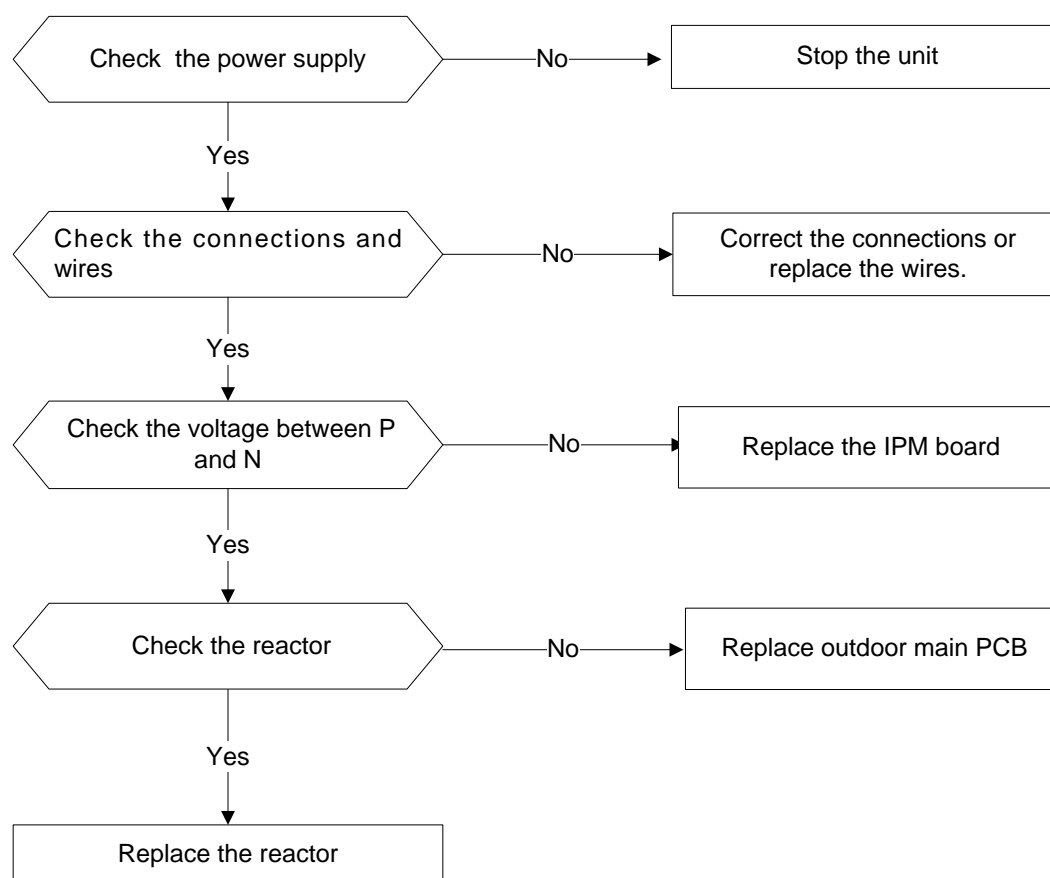 Check the power supply
No
Stop the unit
Yes
Check the connections and
wires
No
Correct the connections or
replace the wires.
Yes
Check the voltage between P
and N
No
Replace the IPM board
Yes
Check the reactor
No
Replace outdoor main PCB
Yes
Replace the reactor